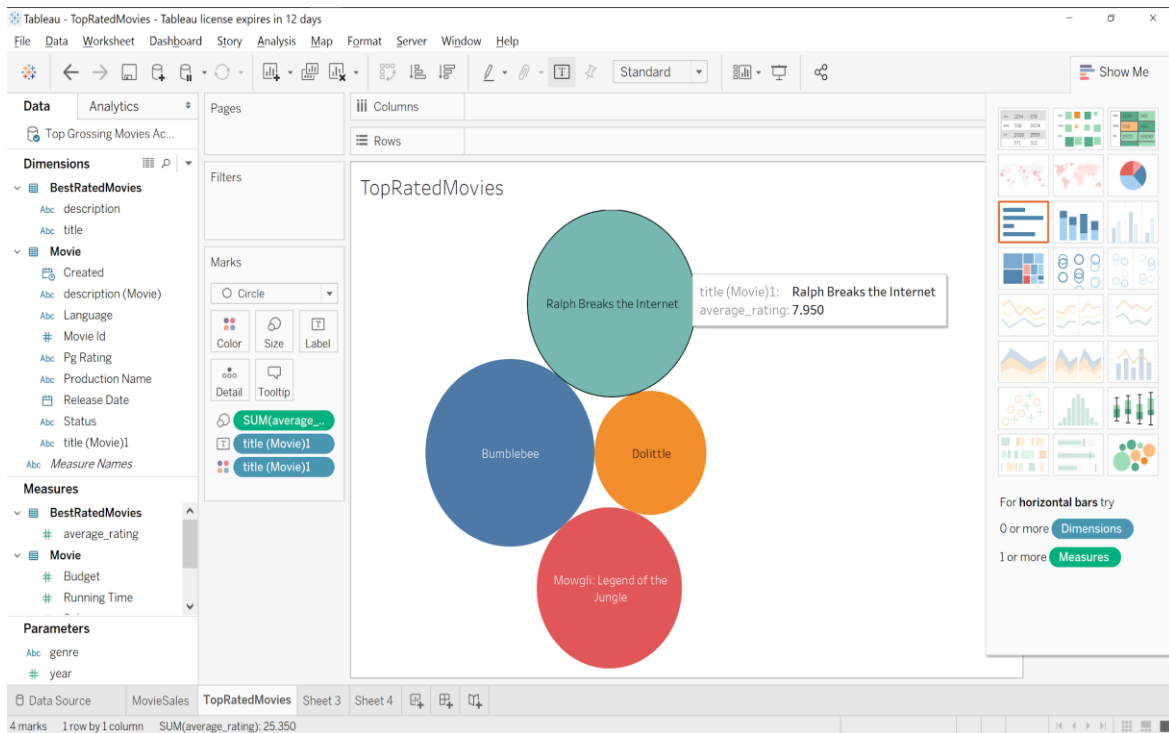 Tableau - TopRatedMovies - Tableau license expires in 12 days
File Data Worksheet Dashboard Story Analysis Map Format Server Window Help
Standard
Show Me
Data Analytics
Top Grossing Movies Ac...
Dimensions
BestRatedMovies
Abc description
Abc title
Movie
Created
Abc description (Movie)
Abc Language
# Movie Id
Abc Pg Rating
Abc Production Name
Release Date
Abc Status
Abc title (Movie)1
Abc Measure Names
Measures
BestRatedMovies
# average_rating
Movie
# Budget
# Running Time
Parameters
Abc genre
# year
Pages
Filters
Marks
Circle
Color Size Label
Detail Tooltip
SUM(average_..
title (Movie)1
title (Movie)1
Columns
Rows
TopRatedMovies
Ralph Breaks the Internet
title (Movie)1: Ralph Breaks the Internet
average_rating: 7.950
Bumblebee
Dolittle
Mowgli: Legend of the
Jungle
For horizontal bars try
0 or more Dimensions
1 or more Measures
Data Source MovieSales TopRatedMovies Sheet 3 Sheet 4
4 marks 1 row by 1 column SUM(average_rating): 25.350